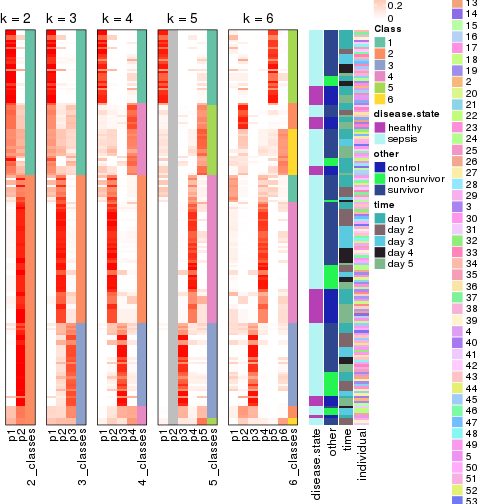 k = 2
k = 3
k = 4
k = 5
k = 6
p1
p2
2_classes
p1
p2
p3
3_classes
p1
p2
p3
p4
4_classes
p1
p2
p3
p4
p5
5_classes
p1
p2
p3
p4
p5
p6
6_classes
disease.state
other
time
individual
0.2
0
Class
1
2
3
4
5
6
disease.state
healthy
sepsis
other
control
non-survivor
survivor
time
day 1
day 2
day 3
day 4
day 5
13
14
15
16
17
18
19
2
20
21
22
23
24
25
26
27
28
29
3
30
31
32
33
34
35
36
37
38
39
4
40
41
42
43
44
45
46
47
48
49
5
50
51
52
53